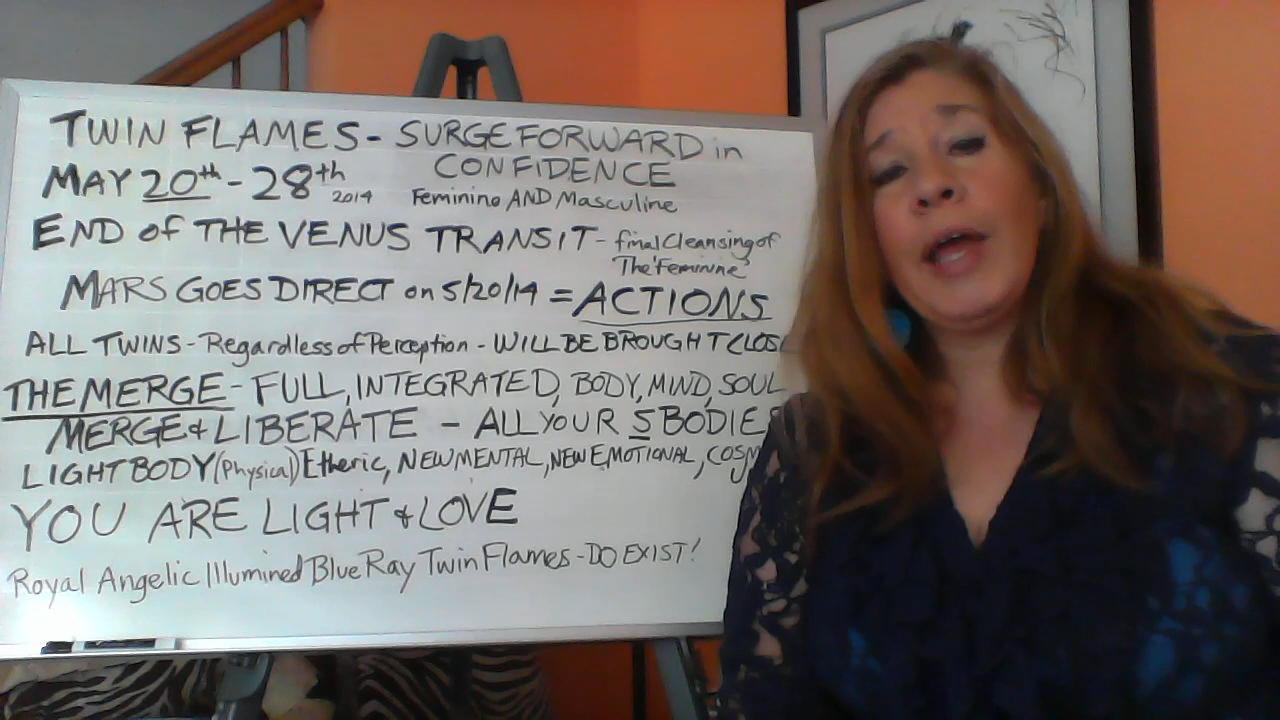 TWIN FLAMES - SURGE FORWARD in
CONFIDENCE
MAY 20th - 28th 2014
Feminine AND Masculine
END of THE VENUS TRANSIT - final Cleansing of
The 'Feminine'
MARS GOES DIRECT on 5/20/14 = ACTIONS
ALL TWINS - Regardless of Perception - WILL BE BROUGHT
THE MERGE - FULL, INTEGRATED, BODY, MIND, SOUL
MERGE & LIBERATE - ALL YOUR 5 BODIES
LIGHT BODY (Physical) Etheric, NEW MENTAL, NEW EMOTIONAL,
YOU ARE LIGHT & LOVE
Royal Angelic Illumined Blue Ray Twin Flames - DO EXIST!